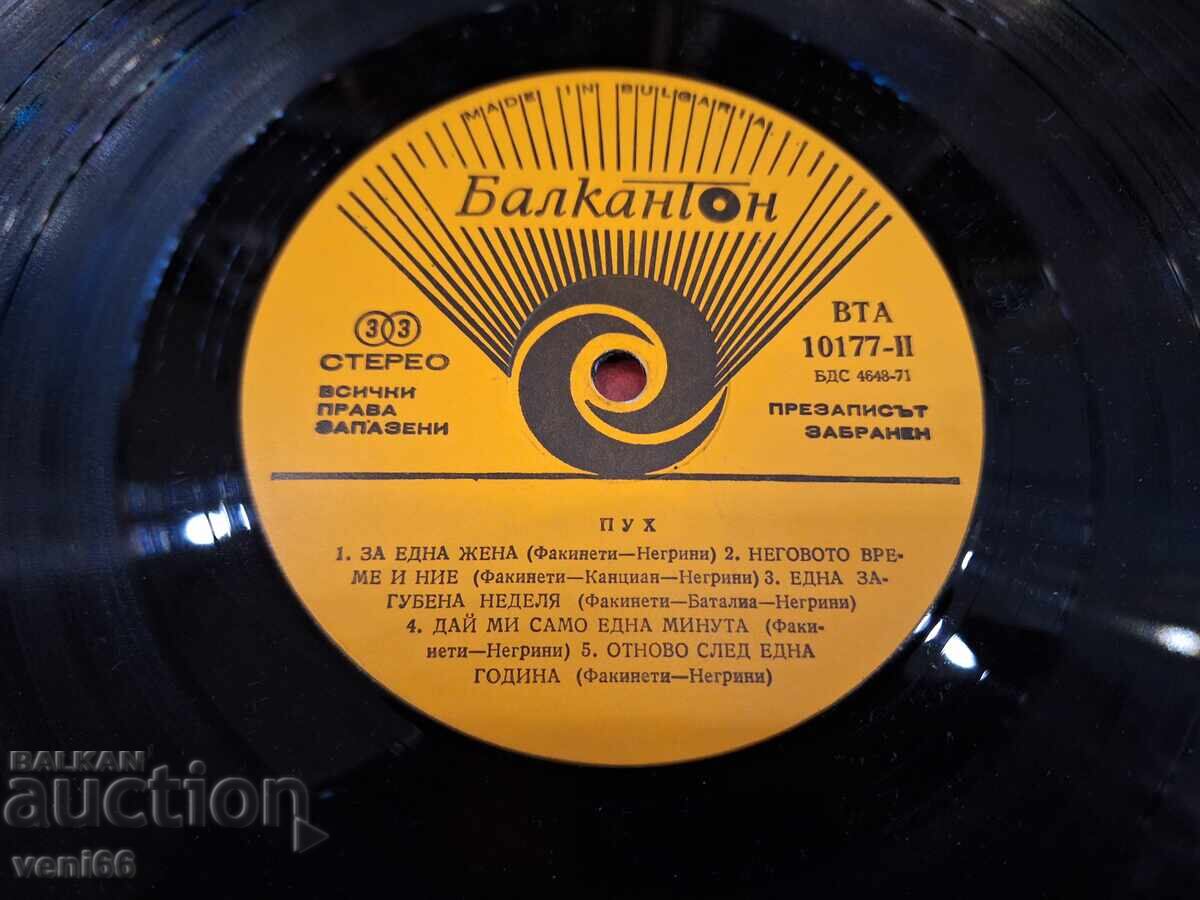 MADE IN BULGARIA
Балкантон
33
СТЕРЕО
ВСИЧКИ
ПРАВА
ЗАПАЗЕНИ
ВТА
10177-II
БДС 4648-71
ПРЕЗАПИСЪТ
ЗАБРАНЕН
ПУХ
1. ЗА ЕДНА ЖЕНА (Факинети—Негрини) 2. НЕГОВОТО ВРЕ-
МЕ И НИЕ (Факинети—Канциан—Негрини) 3. ЕДНА ЗА-
ГУБЕНА НЕДЕЛЯ (Факинети—Баталиа—Негрини)
4. ДАЙ МИ САМО ЕДНА МИНУТА (Факи-
нети—Негрини) 5. ОТНОВО СЛЕД ЕДНА
ГОДИНА (Факинети—Негрини)
BALKAN
auction
veni66